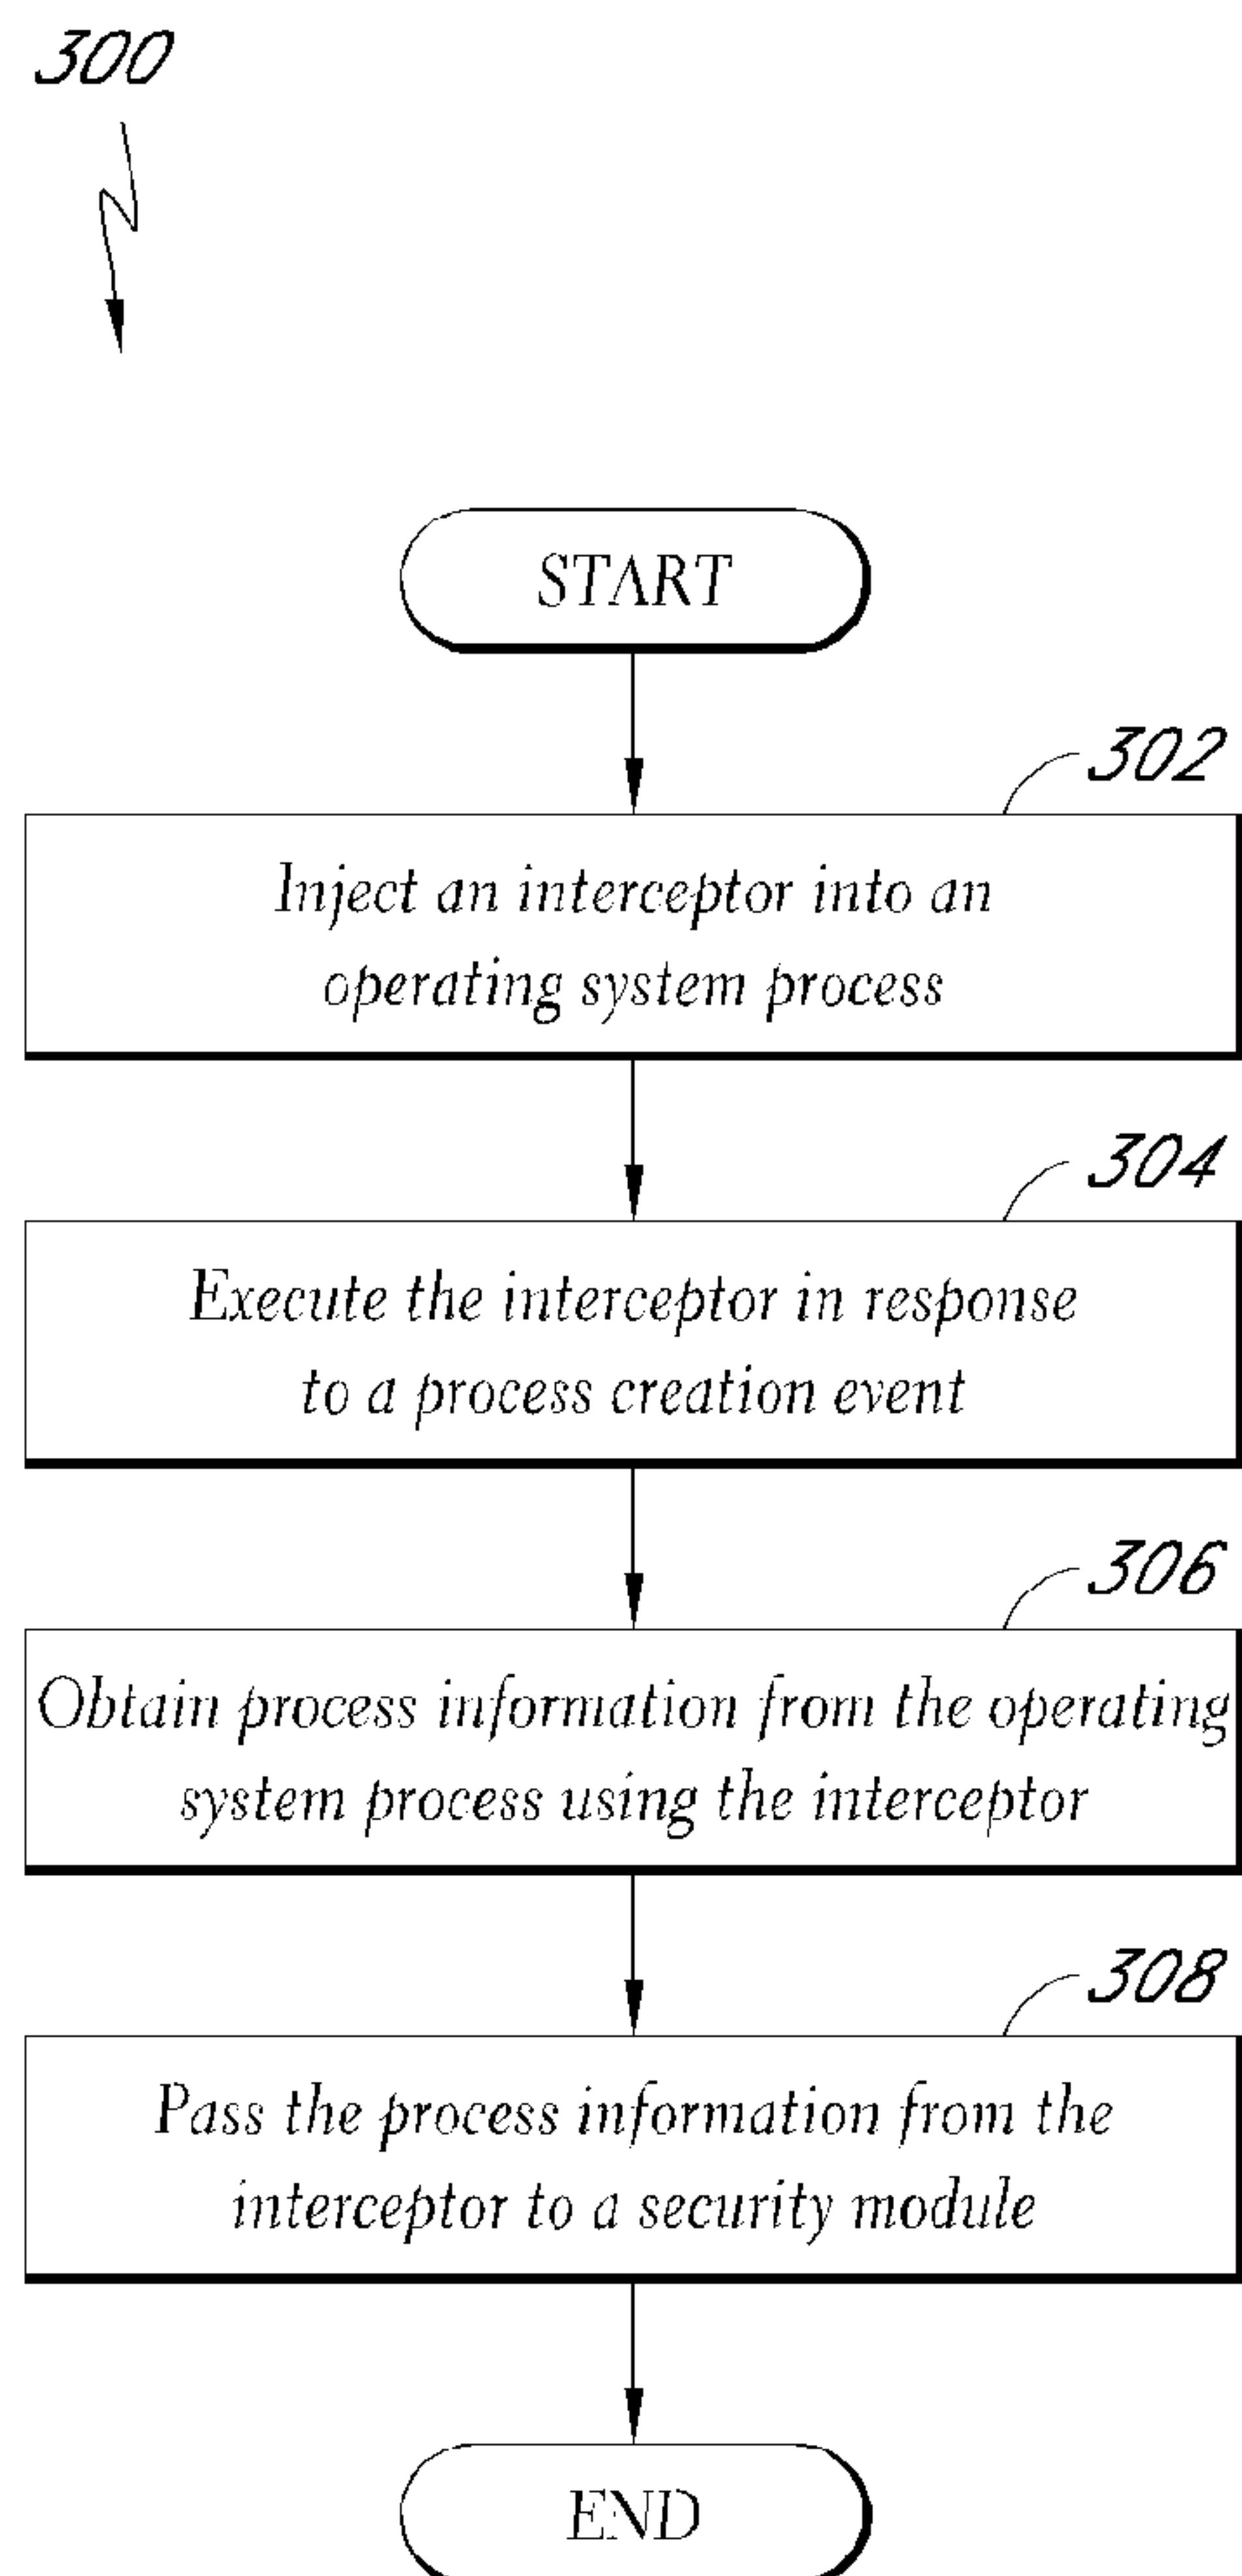 300
START
302
Inject an interceptor into an
operating system process
304
Execute the interceptor in response
to a process creation event
306
Obtain process information from the operating
system process using the interceptor
308
Pass the process information from the
interceptor to a security module
END